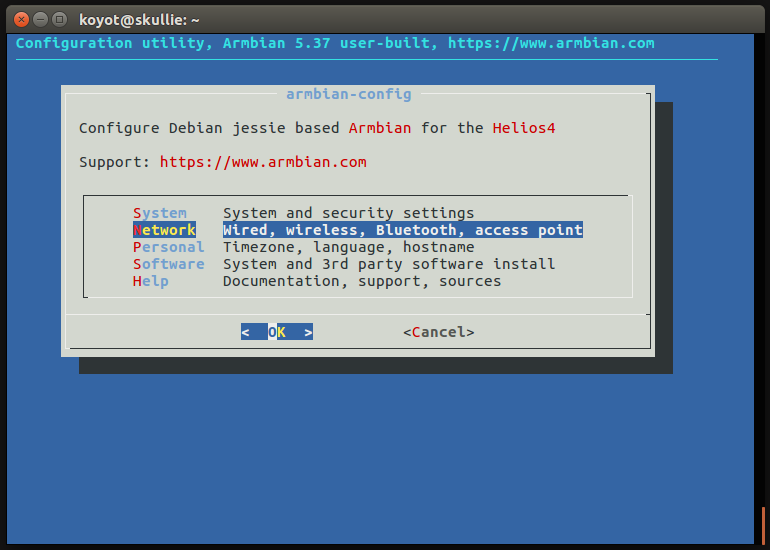 koyot@skullie: ~
Configuration utility, Armbian 5.37 user-built, https://www.armbian.com
armbian-config
Configure Debian jessie based Armbian for the Helios4
Support: https://www.armbian.com
System System and security settings
Network Wired, wireless, Bluetooth, access point
Personal Timezone, language, hostname
Software System and 3rd party software install
Help Documentation, support, sources
< OK > <Cancel>